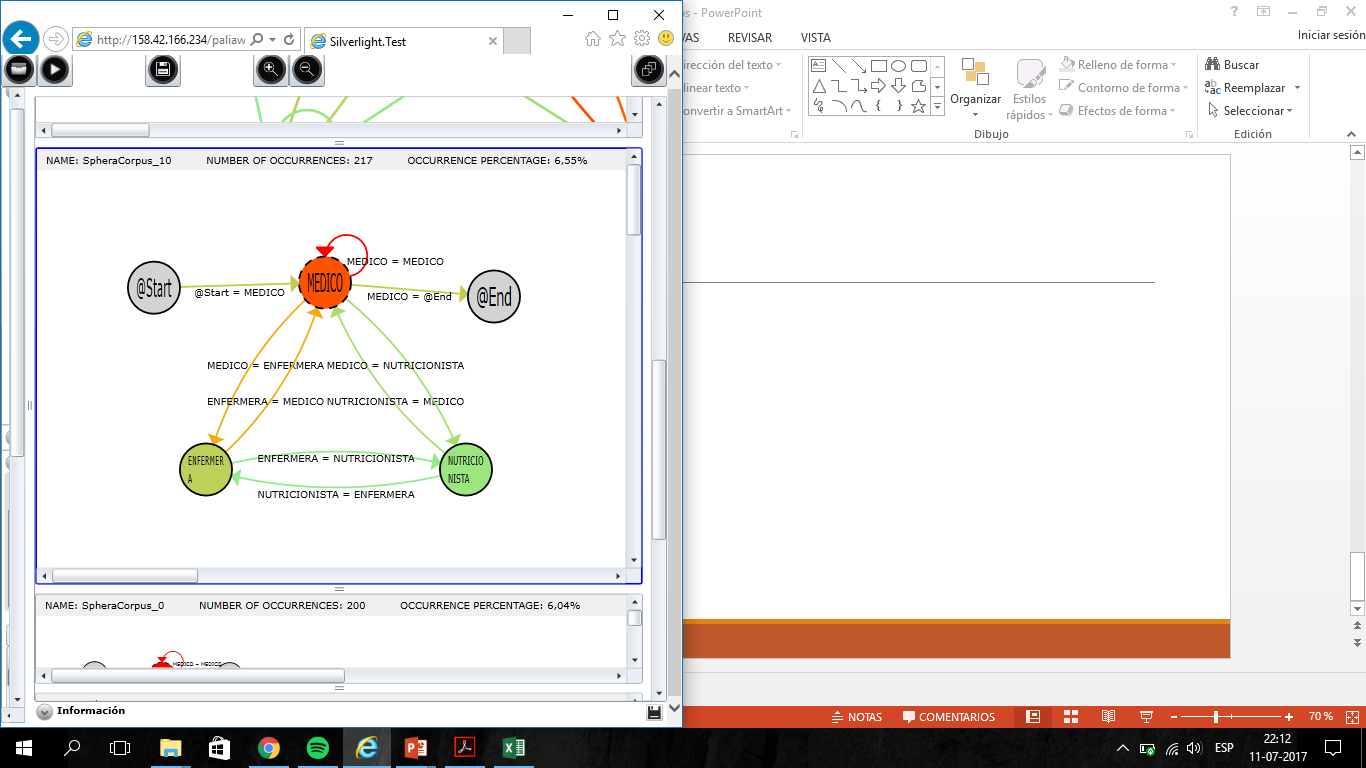 http://158.42.166.234/paliaw
Silverlight.Test
NAME: SpheraCorpus_10 NUMBER OF OCCURRENCES: 217 OCCURRENCE PERCENTAGE: 6,55%
MEDICO = MEDICO
@Start
MEDICO
@End
@Start = MEDICO
MEDICO = @End
MEDICO = ENFERMERA MEDICO = NUTRICIONISTA
ENFERMERA = MEDICO NUTRICIONISTA = MEDICO
ENFERMER
A
ENFERMERA = NUTRICIONISTA
NUTRICIO
NISTA
NUTRICIONISTA = ENFERMERA
NAME: SpheraCorpus_0 NUMBER OF OCCURRENCES: 200 OCCURRENCE PERCENTAGE: 6,04%
MEDICO = MEDICO
Información
os - PowerPoint
?
Iniciar sesión
VAS REVISAR VISTA
irección del texto
linear texto
onvertir a SmartArt
Organizar
Estilos
rápidos
Relleno de forma
Contorno de forma
Efectos de forma
Dibujo
Buscar
Reemplazar
Seleccionar
Edición
NOTAS COMENTARIOS 70 %
ESP
22:12
11-07-2017